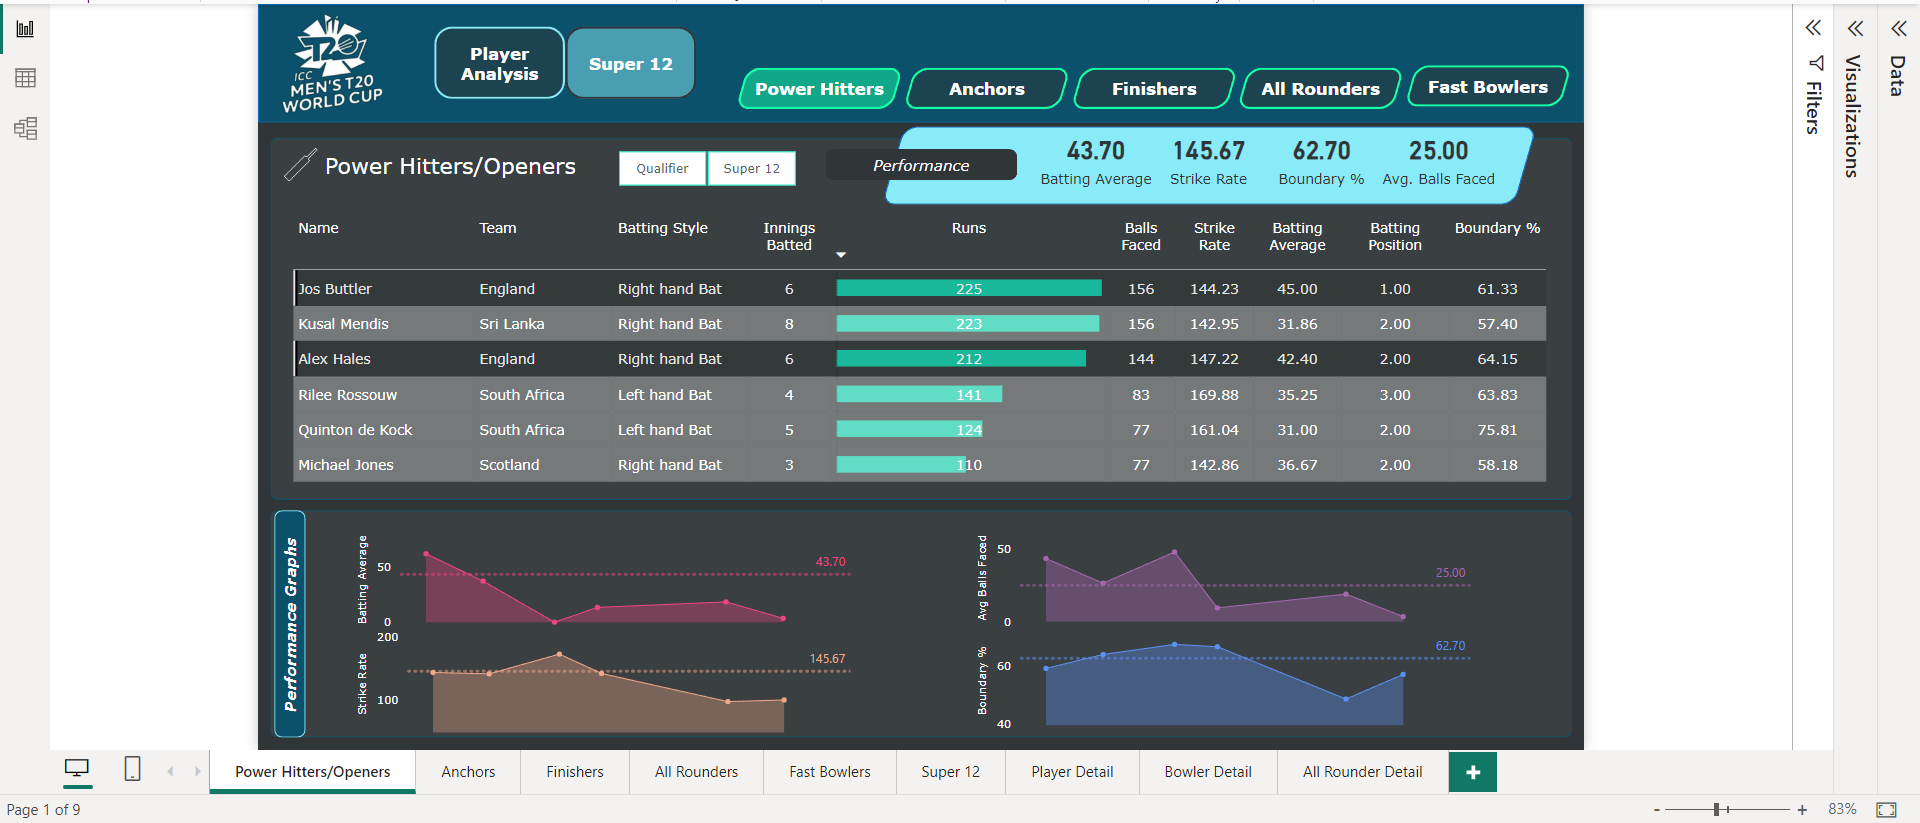 ICC
MEN'S T20
WORLD CUP
Player
Analysis
Super 12
Power Hitters
Anchors
Finishers
All Rounders
Fast Bowlers
Filters
Visualizations
Data
Power Hitters/Openers
Qualifier
Super 12
Performance
43.70
Batting Average
145.67
Strike Rate
62.70
Boundary %
25.00
Avg. Balls Faced
Name Team Batting Style Innings Batted Runs Balls Faced Strike Rate Batting Average Batting Position Boundary %
Jos Buttler England Right hand Bat 6 225 156 144.23 45.00 1.00 61.33
Kusal Mendis Sri Lanka Right hand Bat 8 223 156 142.95 31.86 2.00 57.40
Alex Hales England Right hand Bat 6 212 144 147.22 42.40 2.00 64.15
Rilee Rossouw South Africa Left hand Bat 4 141 83 169.88 35.25 3.00 63.83
Quinton de Kock South Africa Left hand Bat 5 124 77 161.04 31.00 2.00 75.81
Michael Jones Scotland Right hand Bat 3 110 77 142.86 36.67 2.00 58.18
Performance Graphs
Batting Average
50
0
43.70
Strike Rate
200
100
145.67
Avg Balls Faced
50
0
25.00
Boundary %
60
40
62.70
Power Hitters/Openers Anchors Finishers All Rounders Fast Bowlers Super 12 Player Detail Bowler Detail All Rounder Detail +
Page 1 of 9
- + 83%